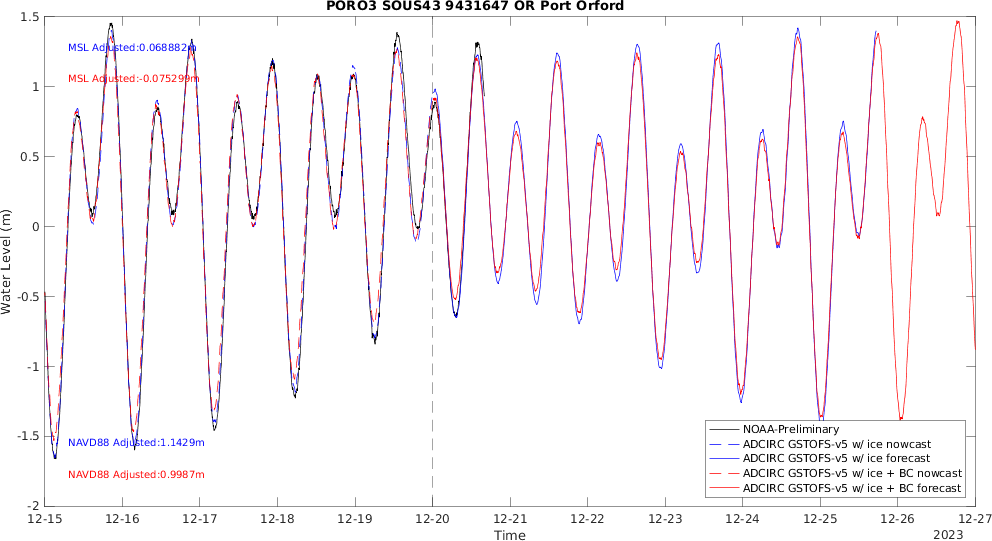 PORO3 SOUS43 9431647 OR Port Orford
Water Level (m)
1.5
1
0.5
0
-0.5
-1
-1.5
-2
MSL Adjusted:0.068882m
MSL Adjusted:-0.075299m
NAVD88 Adjusted:1.1429m
NAVD88 Adjusted:0.9987m
NOAA-Preliminary
ADCIRC GSTOFS-v5 w/ ice nowcast
ADCIRC GSTOFS-v5 w/ ice forecast
ADCIRC GSTOFS-v5 w/ ice + BC nowcast
ADCIRC GSTOFS-v5 w/ ice + BC forecast
12-15 12-16 12-17 12-18 12-19 12-20 12-21 12-22 12-23 12-24 12-25 12-26 12-27
Time
2023